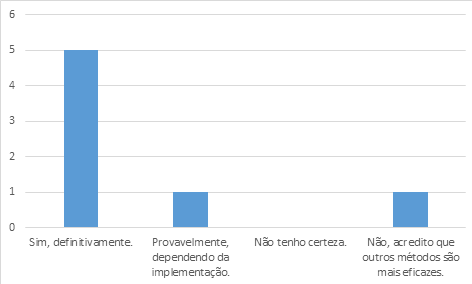 6
5
4
3
2
1
0
Sim, definitivamente.
Provavelmente,
dependendo da
implementação.
Não tenho certeza.
Não, acredito que
outros métodos são
mais eficazes.